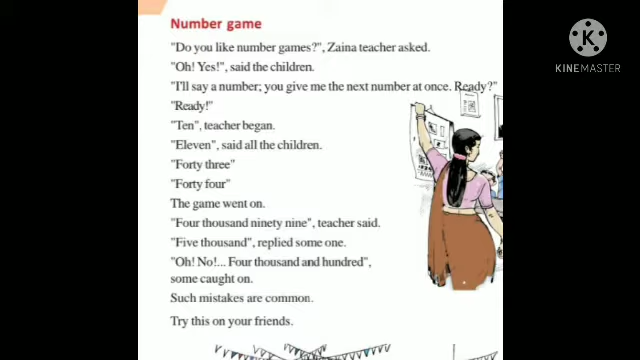 Number game
"Do you like number games?", Zaina teacher asked.
"Oh! Yes!", said the children.
"I'll say a number; you give me the next number at once. Ready?"
"Ready!"
"Ten", teacher began.
"Eleven", said all the children.
"Forty three"
"Forty four"
The game went on.
"Four thousand ninety nine", teacher said.
"Five thousand", replied some one.
"Oh! No!... Four thousand and hundred",
some caught on.
Such mistakes are common.
Try this on your friends.
KINEMASTER